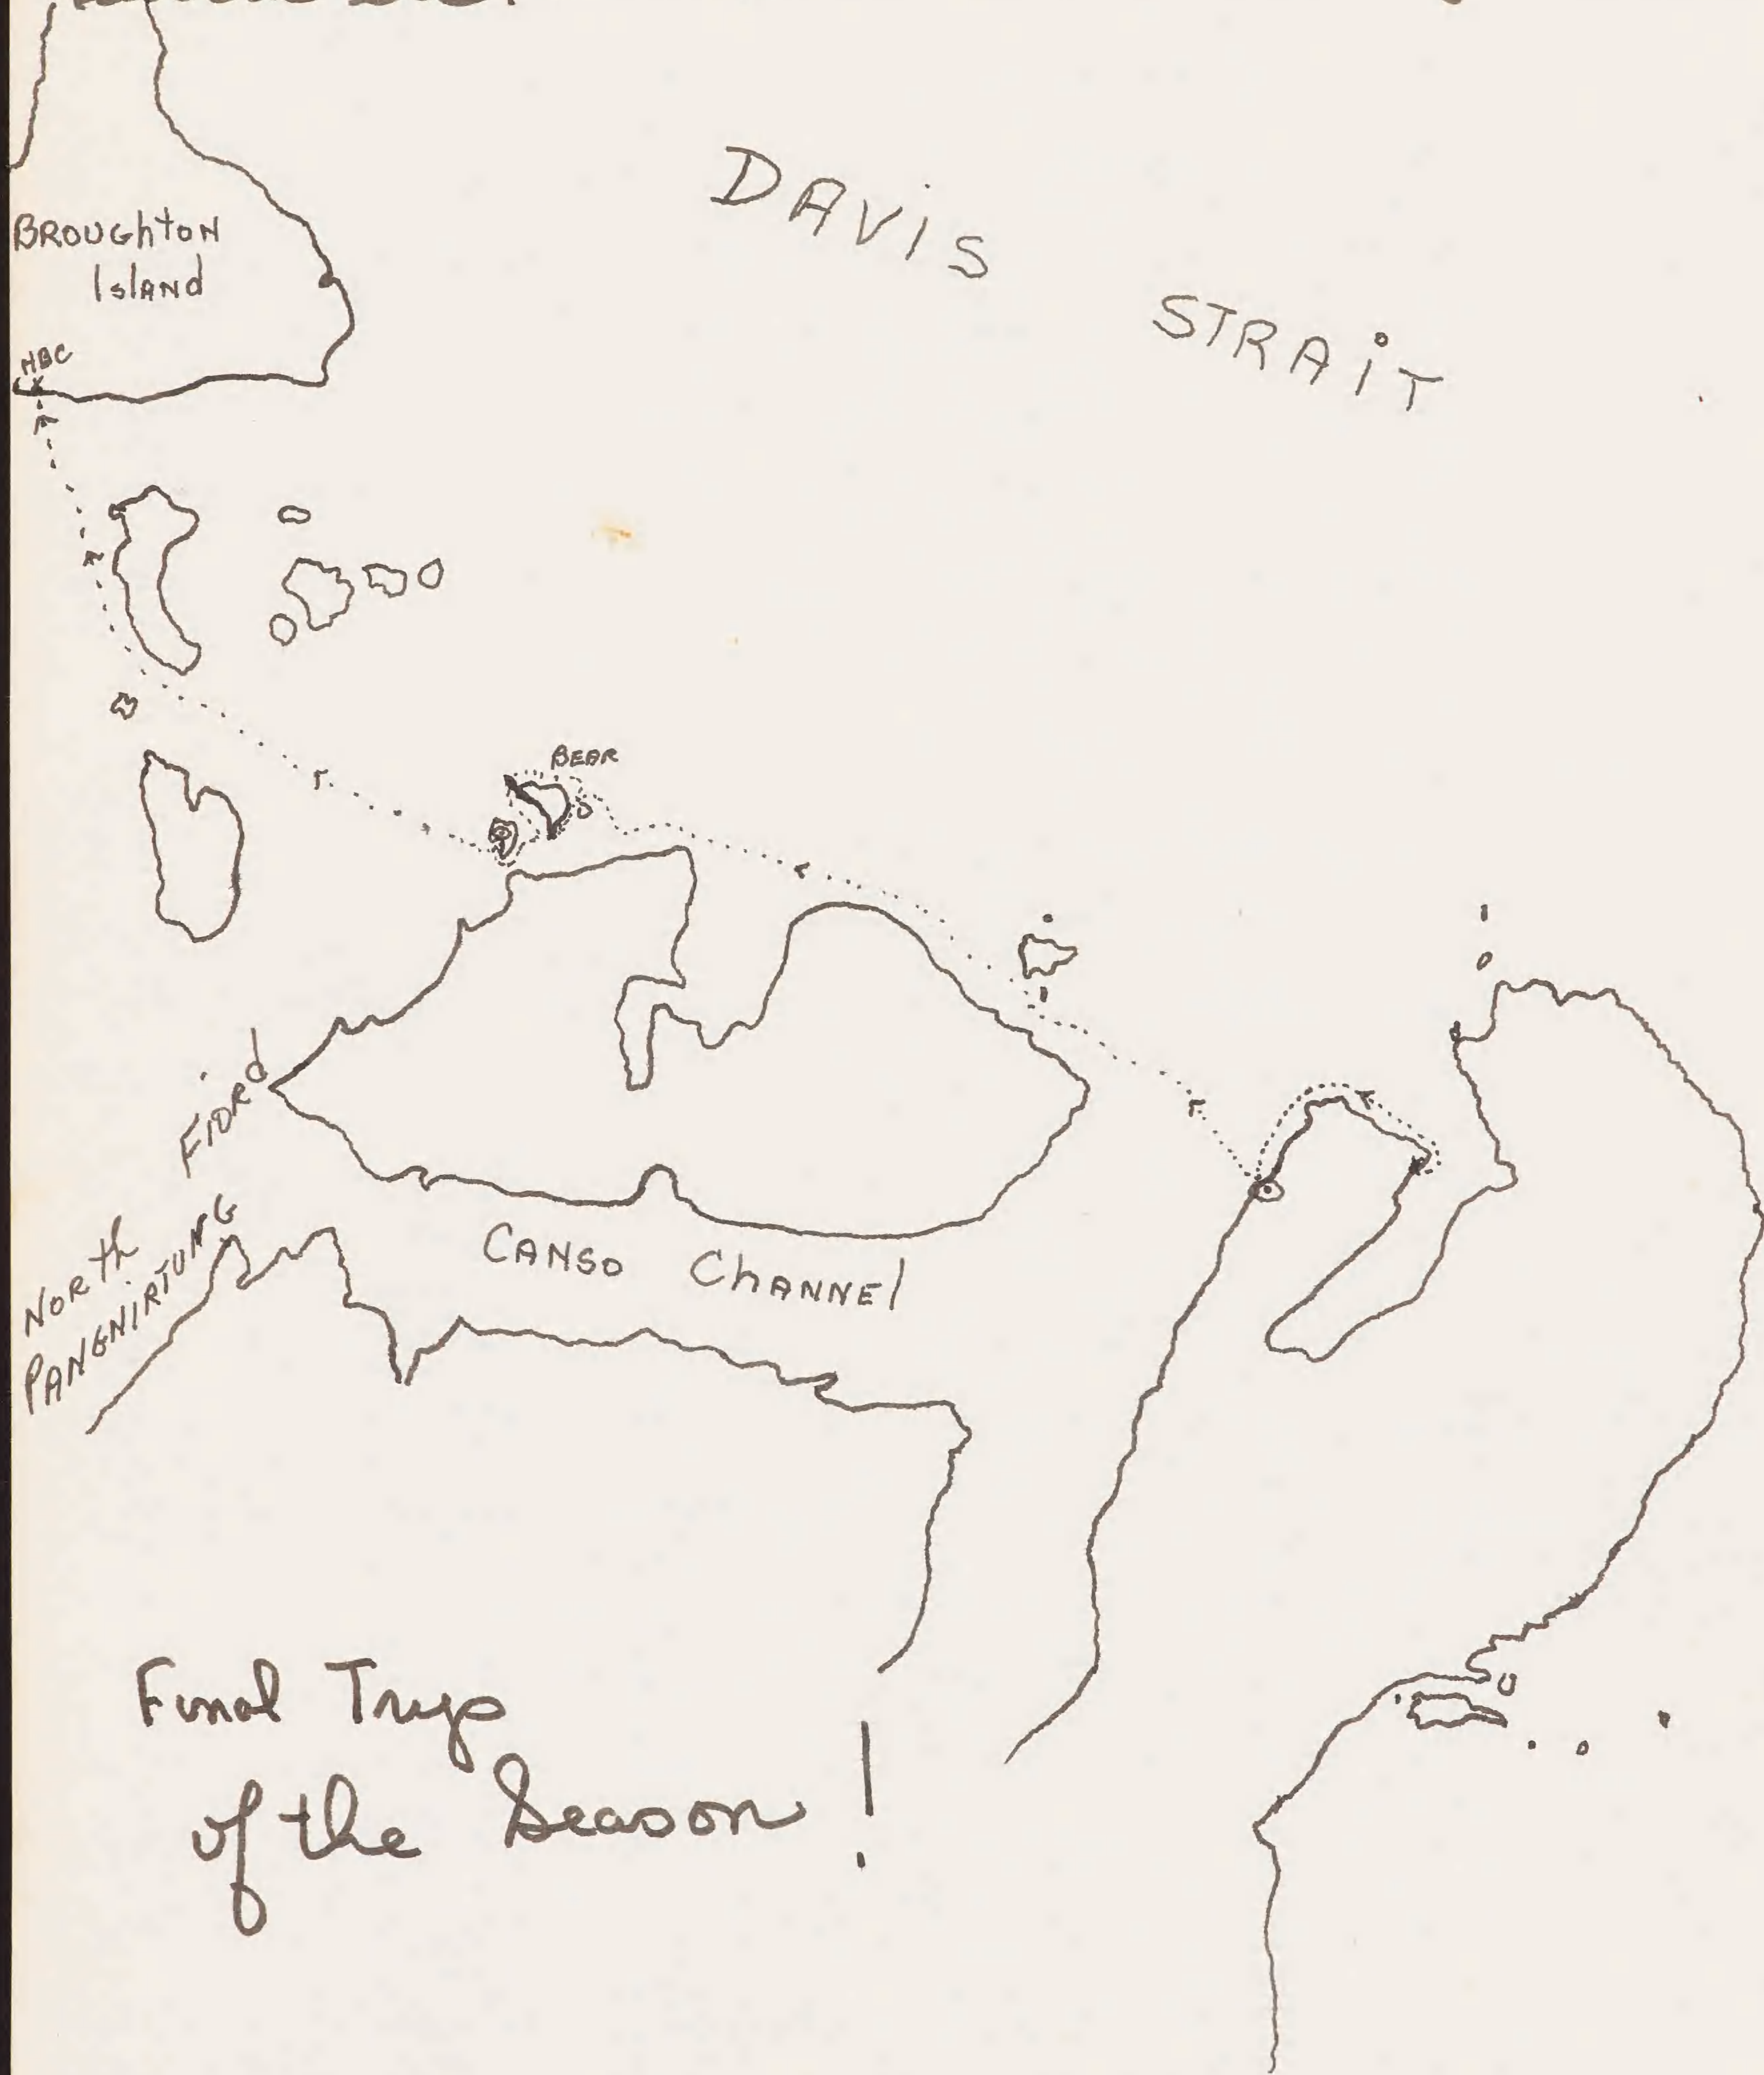 DAVIS
STRAIT
BROUGHTON
ISLAND
HBC
BEAR
FIORD
NORTH
PANGNIRTUNG
CANSO CHANNEL
Final Trip
of the Season !